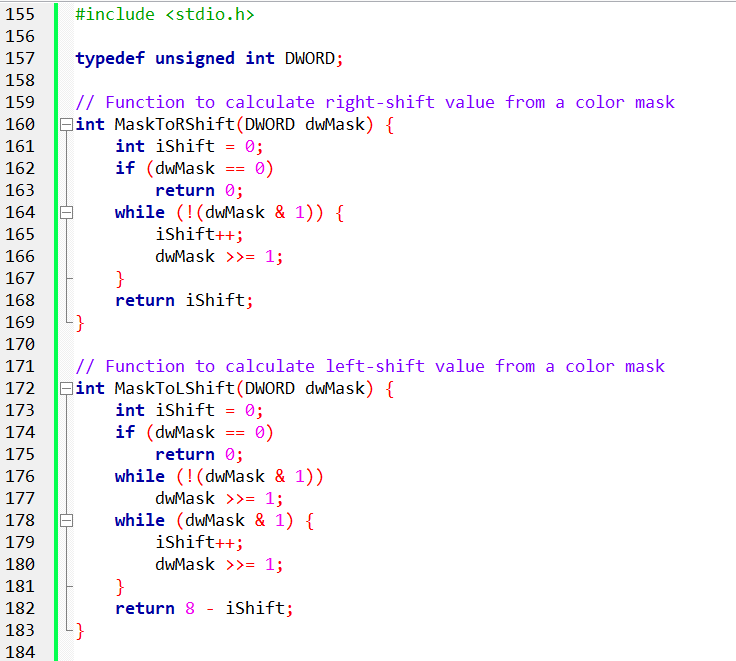 155 #include <stdio.h>
156
157 typedef unsigned int DWORD;
158
159 // Function to calculate right-shift value from a color mask
160 int MaskToRShift(DWORD dwMask) {
161     int iShift = 0;
162     if (dwMask == 0)
163         return 0;
164     while (!(dwMask & 1)) {
165         iShift++;
166         dwMask >>= 1;
167     }
168     return iShift;
169 }
170
171 // Function to calculate left-shift value from a color mask
172 int MaskToLShift(DWORD dwMask) {
173     int iShift = 0;
174     if (dwMask == 0)
175         return 0;
176     while (!(dwMask & 1))
177         dwMask >>= 1;
178     while (dwMask & 1) {
179         iShift++;
180         dwMask >>= 1;
181     }
182     return 8 - iShift;
183 }
184